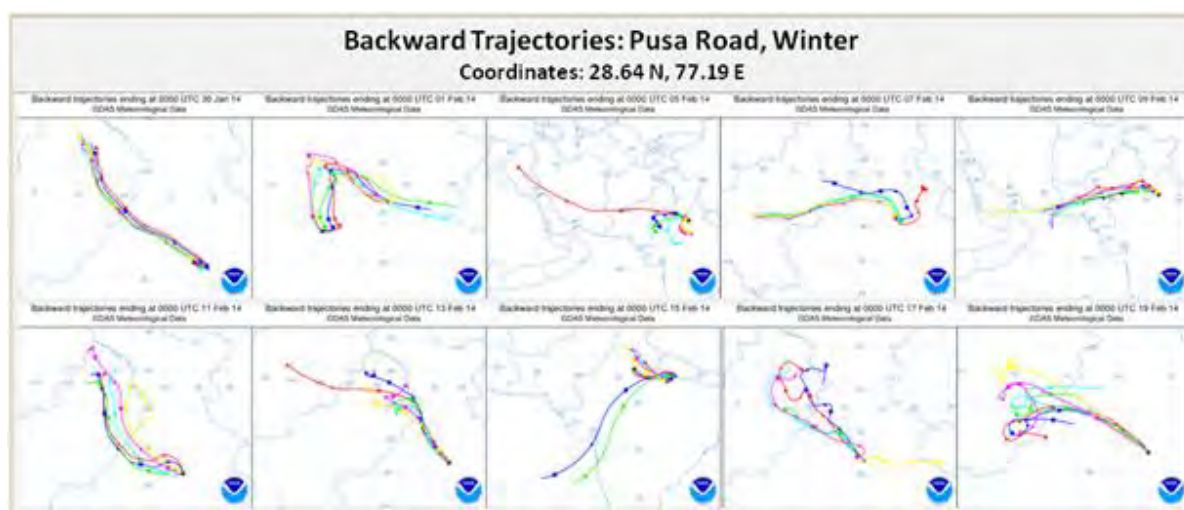 Backward Trajectories: Pusa Road, Winter
Coordinates: 28.64 N, 77.19 E
Backward trajectories ending at 0000 UTC 30 Jan 14
GDAS Meteorological Data
Backward trajectories ending at 0000 UTC 01 Feb 14
GDAS Meteorological Data
Backward trajectories ending at 0000 UTC 05 Feb 14
GDAS Meteorological Data
Backward trajectories ending at 0000 UTC 07 Feb 14
GDAS Meteorological Data
Backward trajectories ending at 0000 UTC 09 Feb 14
GDAS Meteorological Data
Backward trajectories ending at 0000 UTC 11 Feb 14
GDAS Meteorological Data
Backward trajectories ending at 0000 UTC 13 Feb 14
GDAS Meteorological Data
Backward trajectories ending at 0000 UTC 15 Feb 14
GDAS Meteorological Data
Backward trajectories ending at 0000 UTC 17 Feb 14
GDAS Meteorological Data
Backward trajectories ending at 0000 UTC 19 Feb 14
GDAS Meteorological Data